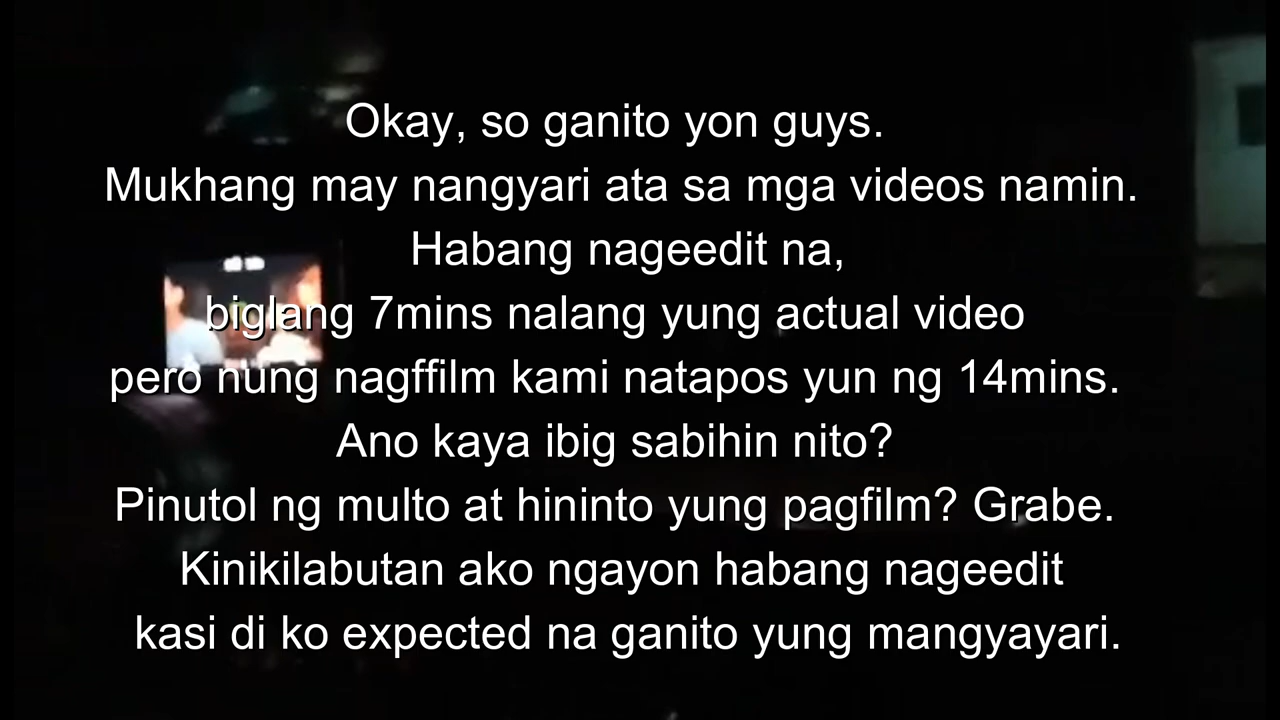 Okay, so ganito yon guys.
Mukhang may nangyari ata sa mga videos namin.
Habang nageedit na,
biglang 7mins nalang yung actual video
pero nung nagffilm kami natapos yun ng 14mins.
Ano kaya ibig sabihin nito?
Pinutol ng multo at hininto yung pagfilm? Grabe.
Kinikilabutan ako ngayon habang nageedit
kasi di ko expected na ganito yung mangyayari.